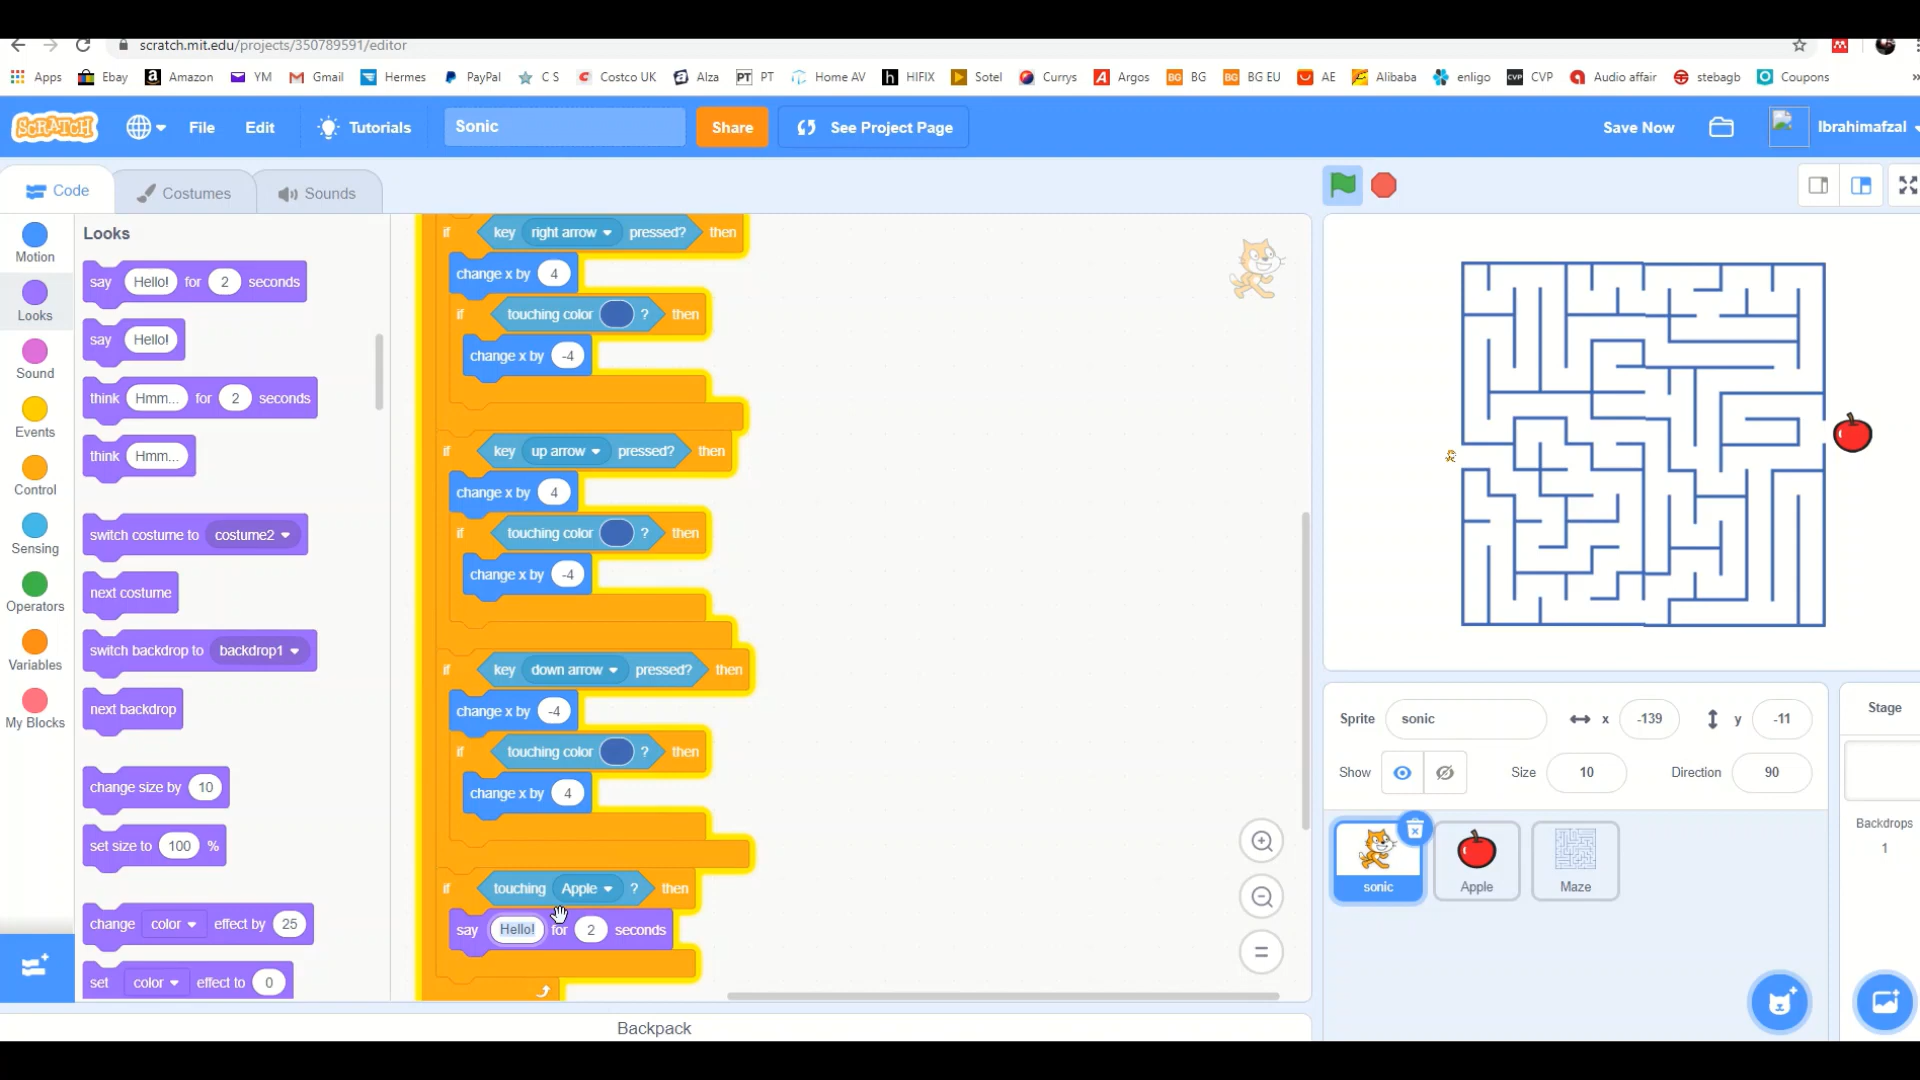 scratch.mit.edu/projects/350789591/editor
Apps Ebay Amazon YM Gmail Hermes PayPal C S Costco UK Alza PT Home AV HIFIX Sotel Currys Argos BG BG EU AE Alibaba enligo CVP Audio affair stebagb Coupons »
SCRATCH File Edit Tutorials Sonic Share See Project Page Save Now Ibrahimafzal
Code Costumes Sounds
Motion
Looks
Sound
Events
Control
Sensing
Operators
Variables
My Blocks
Looks
say Hello! for 2 seconds
say Hello!
think Hmm... for 2 seconds
think Hmm...
switch costume to costume2
next costume
switch backdrop to backdrop1
next backdrop
change size by 10
set size to 100 %
change color effect by 25
set color effect to 0
if key right arrow pressed? then
change x by 4
if touching color ? then
change x by -4
if key up arrow pressed? then
change x by 4
if touching color ? then
change x by -4
if key down arrow pressed? then
change x by -4
if touching color ? then
change x by 4
if touching Apple ? then
say Hello! for 2 seconds
Backpack
Sprite sonic x -139 y -11
Show Size 10 Direction 90
sonic Apple Maze
Stage
Backdrops
1